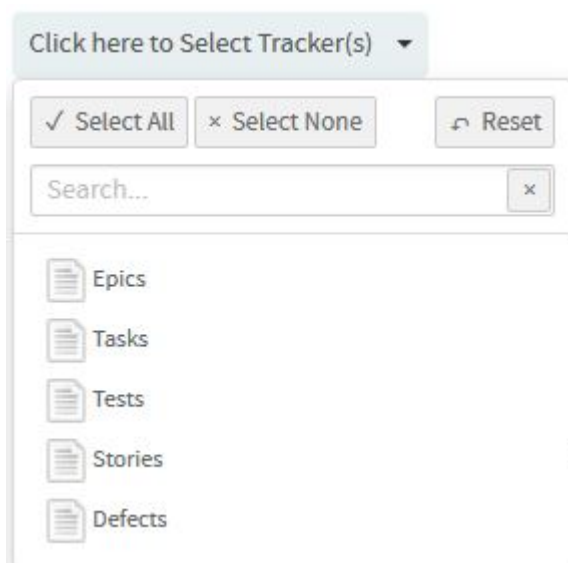 Click here to Select Tracker(s)
✓ Select All × Select None Reset
Search... ×
Epics
Tasks
Tests
Stories
Defects